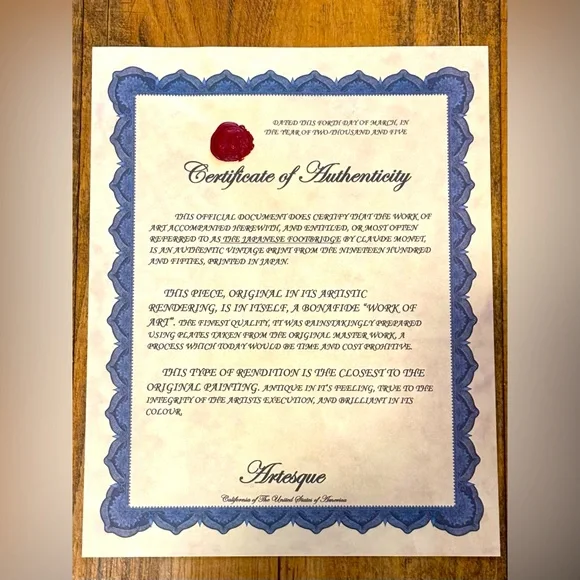 DATED THIS FORTH DAY OF MARCH, IN
THE YEAR OF TWO-THOUSAND AND FIVE
Certificate of Authenticity
THIS OFFICIAL DOCUMENT DOES CERTIFY THAT THE WORK OF
ART ACCOMPANIED HEREWITH, AND ENTITLED, OR MOST OFTEN
REFERRED TO AS THE JAPANESE FOOTBRIDGE BY CLAUDE MONET,
IS AN AUTHENTIC VINTAGE PRINT FROM THE NINETEEN HUNDRED
AND FIFTIES, PRINTED IN JAPAN.
THIS PIECE, ORIGINAL IN ITS ARTISTIC
RENDERING, IS IN ITSELF, A BONAFIDE "WORK OF
ART". THE FINEST QUALITY, IT WAS PAINSTAKINGLY PREPARED
USING PLATES TAKEN FROM THE ORIGINAL MASTER WORK, A
PROCESS WHICH TODAY WOULD BE TIME AND COST PROHITIVE.
THIS TYPE OF RENDITION IS THE CLOSEST TO THE
ORIGINAL PAINTING. ANTIQUE IN IT'S FEELING, TRUE TO THE
INTEGRITY OF THE ARTISTS EXECUTION, AND BRILLIANT IN ITS
COLOUR.
Artesque
California of The United States of America